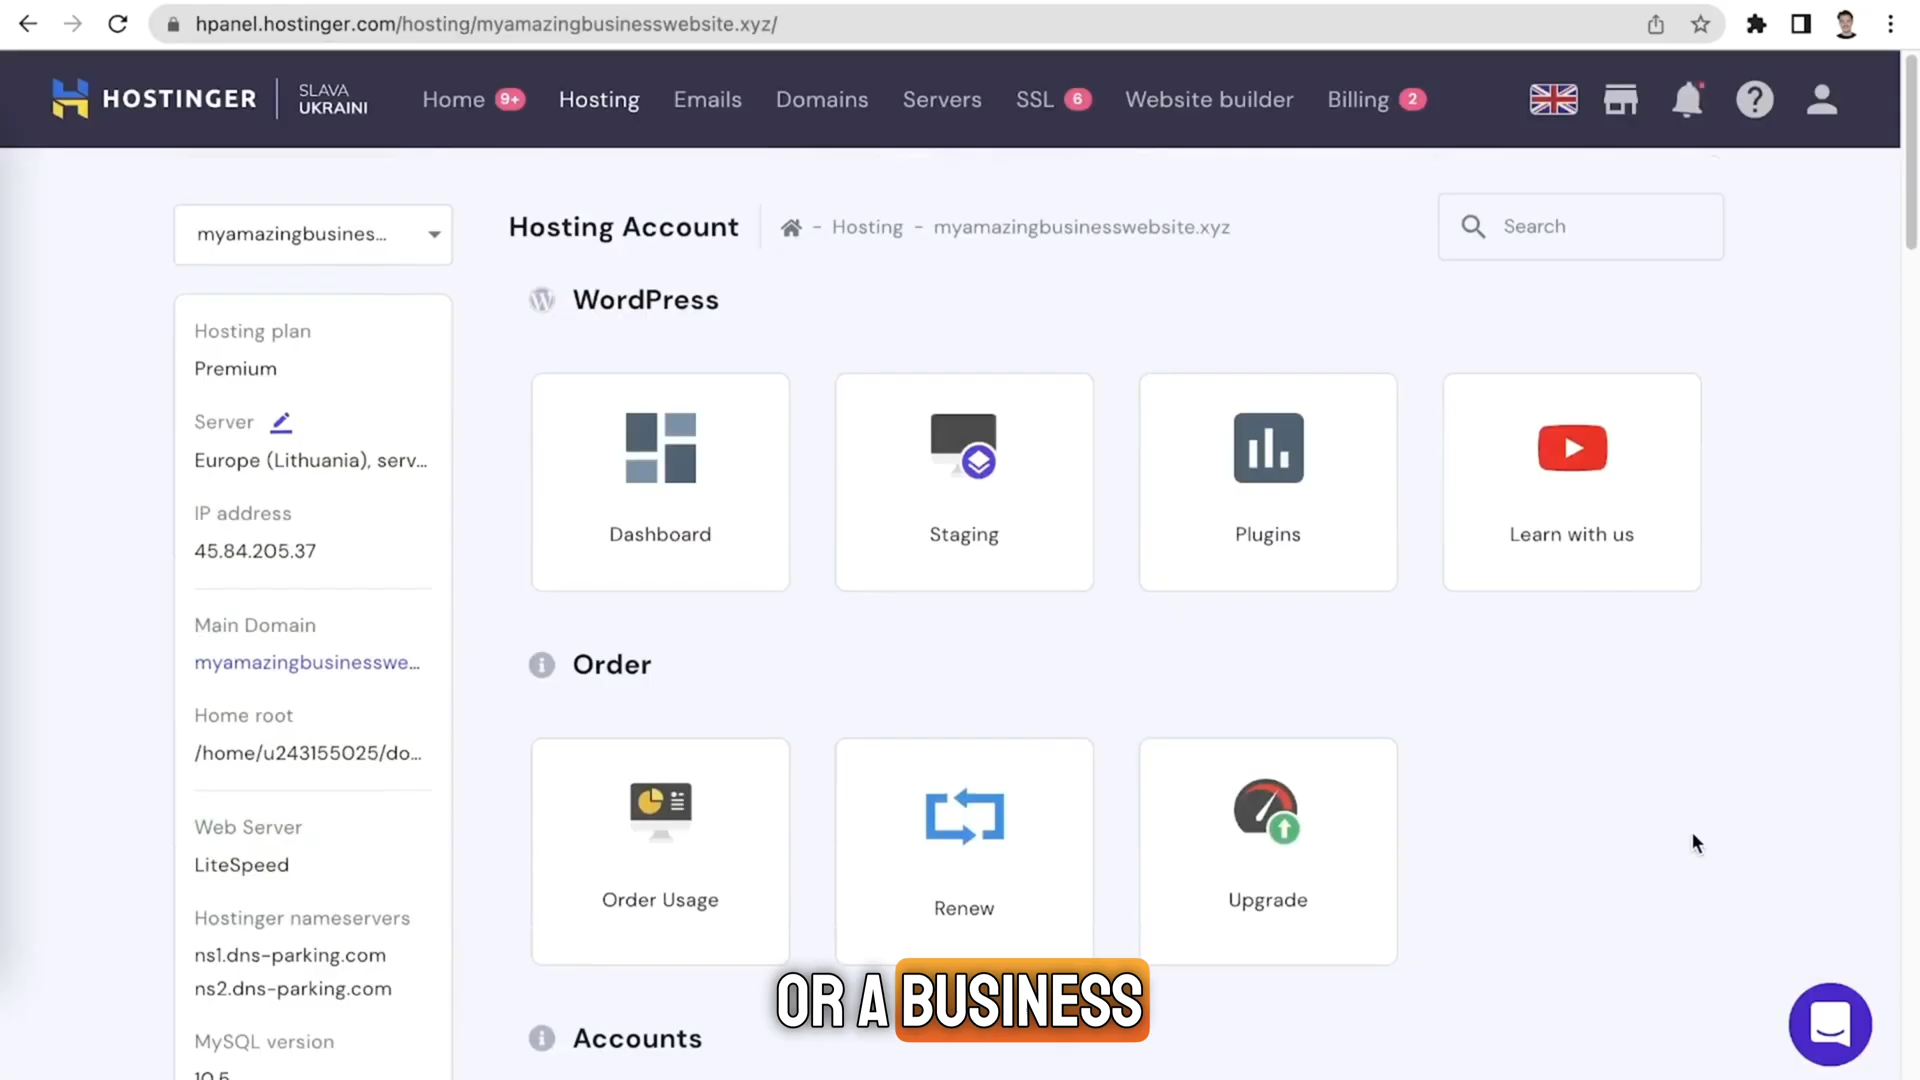 hpanel.hostinger.com/hosting/myamazingbusinesswebsite.xyz/
HOSTINGER
SLAVA
UKRAINI
Home 9+
Hosting
Emails
Domains
Servers
SSL 6
Website builder
Billing 2
myamazingbusines...
Hosting Account
- Hosting - myamazingbusinesswebsite.xyz
Search
Hosting plan
Premium
Server
Europe (Lithuania), serv...
IP address
45.84.205.37
Main Domain
myamazingbusinesswe...
Home root
/home/u243155025/do...
Web Server
LiteSpeed
Hostinger nameservers
ns1.dns-parking.com
ns2.dns-parking.com
MySQL version
10.5
WordPress
Dashboard
Staging
Plugins
Learn with us
Order
Order Usage
Renew
Upgrade
OR A BUSINESS
Accounts